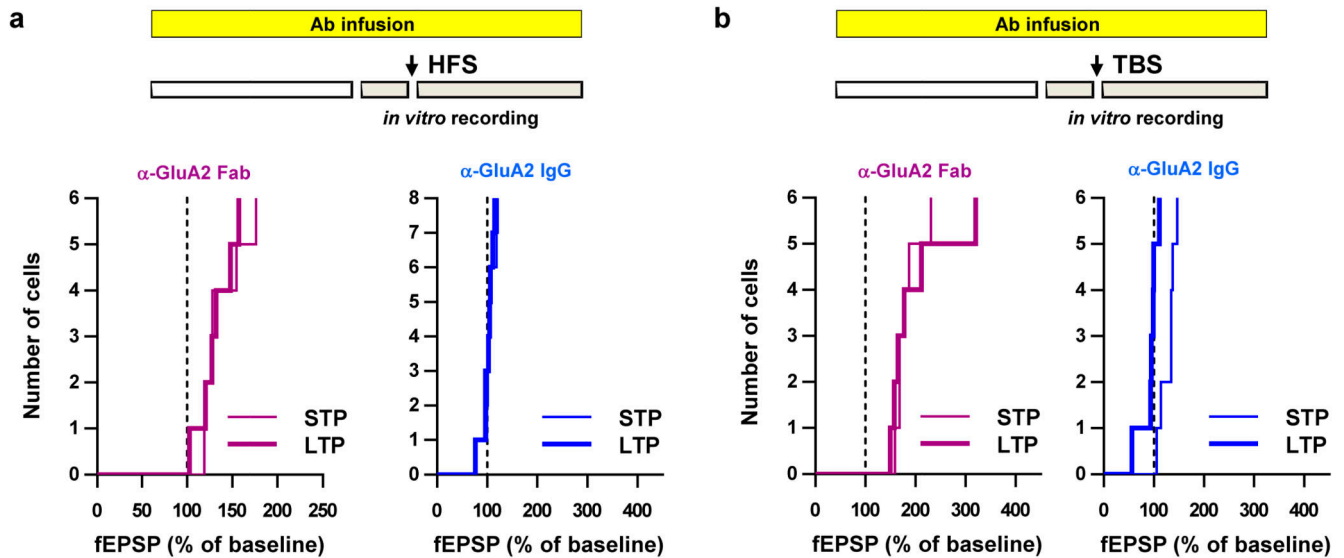 a
Ab infusion
HFS
in vitro recording
α-GluA2 Fab
Number of cells
6
5
4
3
2
1
0
STP
LTP
0 50 100 150 200 250
fEPSP (% of baseline)
α-GluA2 IgG
8
7
6
5
4
3
2
1
0
STP
LTP
0 100 200 300 400
fEPSP (% of baseline)
b
Ab infusion
TBS
in vitro recording
α-GluA2 Fab
Number of cells
6
5
4
3
2
1
0
STP
LTP
0 100 200 300 400
fEPSP (% of baseline)
α-GluA2 IgG
6
5
4
3
2
1
0
STP
LTP
0 100 200 300 400
fEPSP (% of baseline)